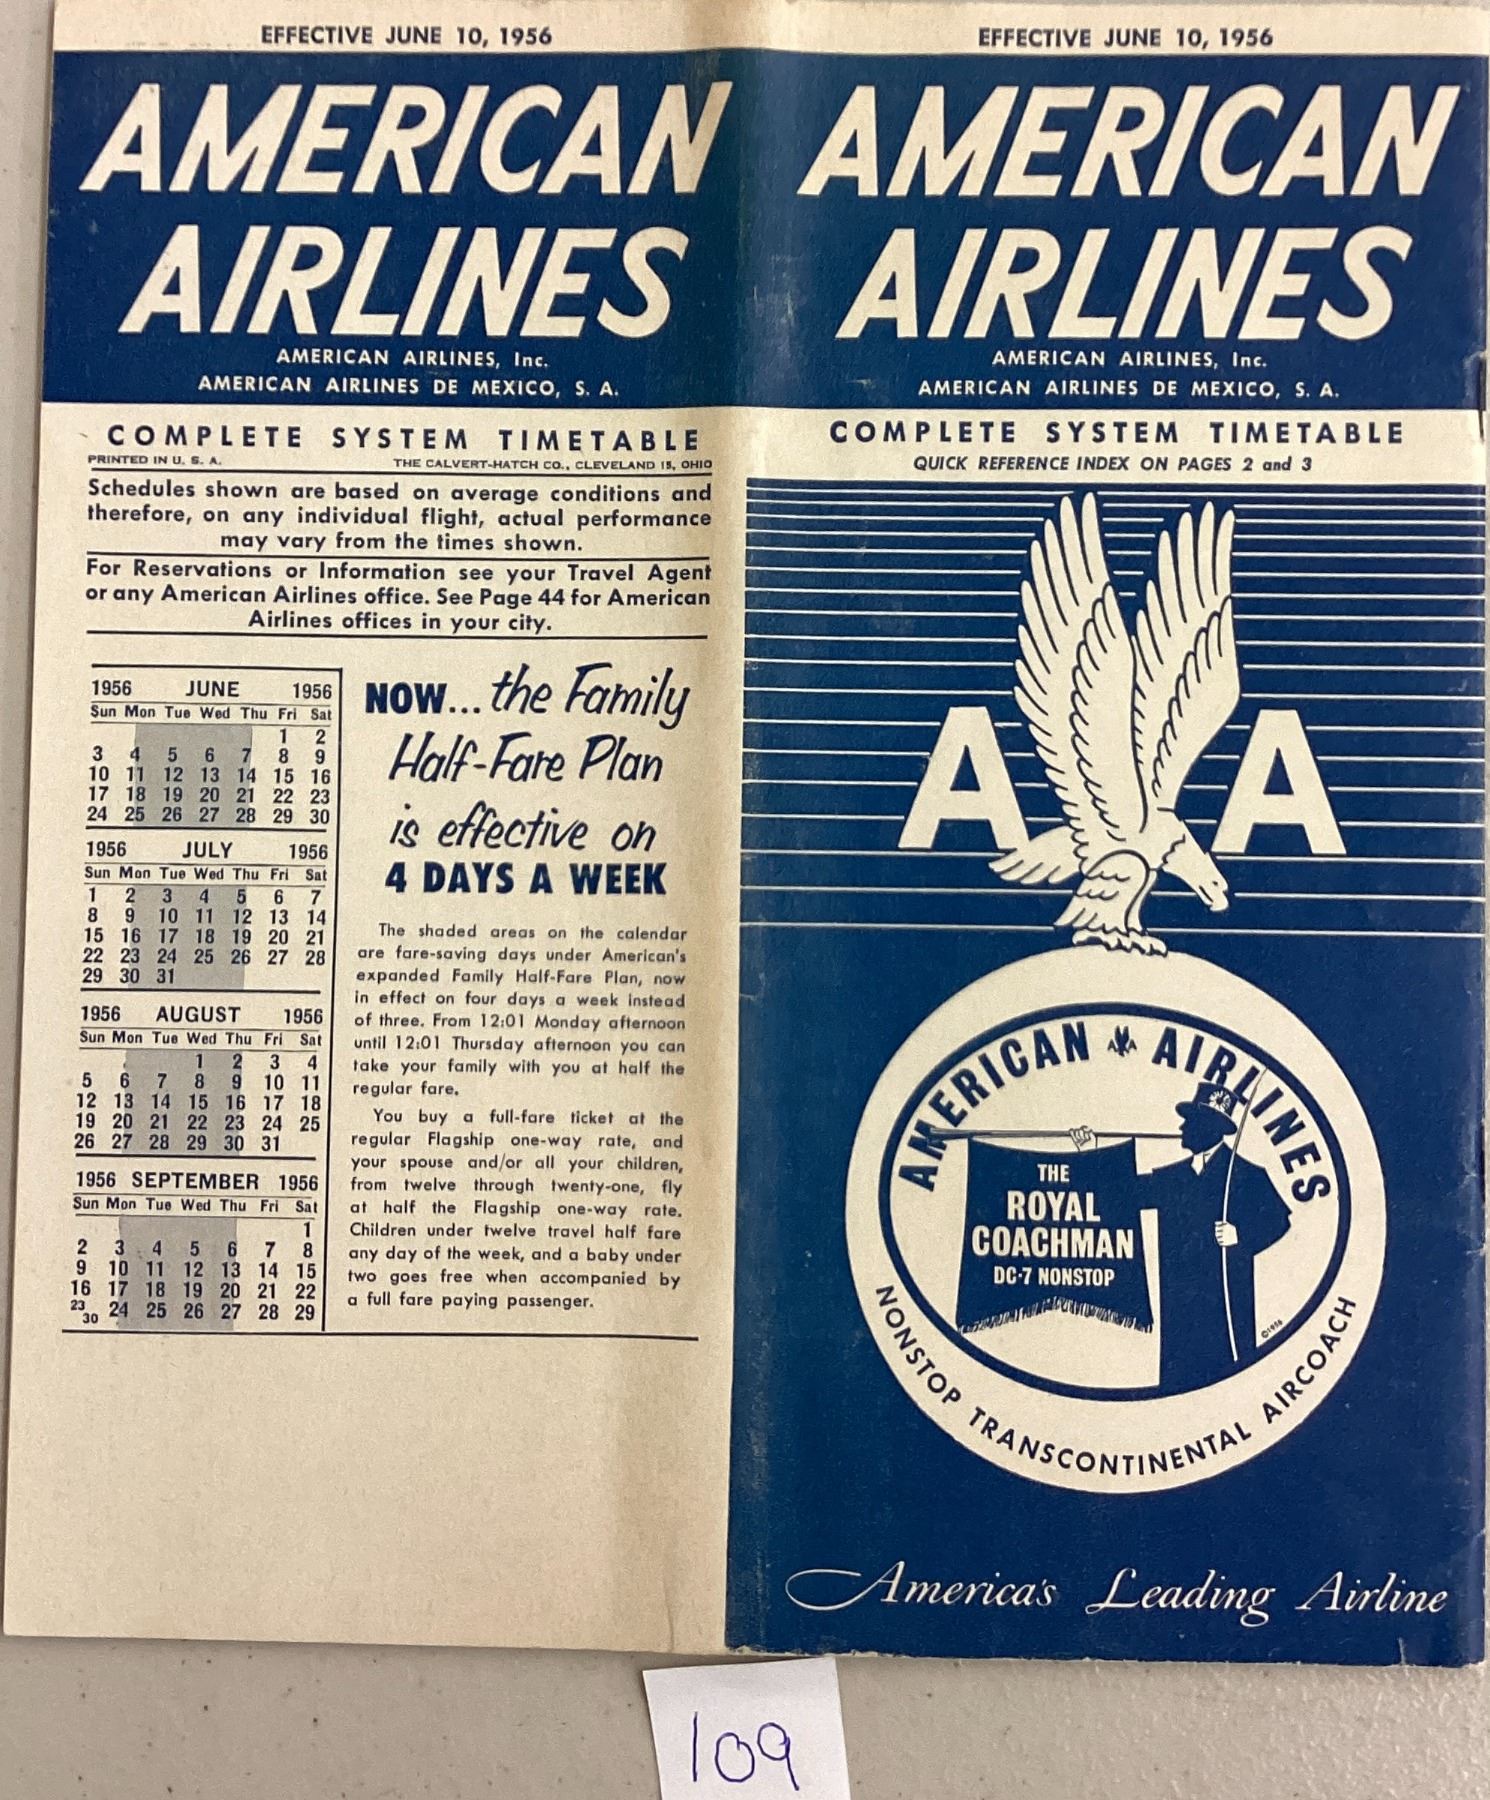 EFFECTIVE JUNE 10, 1956
AMERICAN
AIRLINES
AMERICAN AIRLINES, Inc.
AMERICAN AIRLINES DE MEXICO, S. A.
COMPLETE SYSTEM TIMETABLE
PRINTED IN U. S. A. THE CALVERT-HATCH CO., CLEVELAND 15, OHIO
Schedules shown are based on average conditions and
therefore, on any individual flight, actual performance
may vary from the times shown.
For Reservations or Information see your Travel Agent
or any American Airlines office. See Page 44 for American
Airlines offices in your city.
1956 JUNE 1956
Sun Mon Tue Wed Thu Fri Sat
1 2
3 4 5 6 7 8 9
10 11 12 13 14 15 16
17 18 19 20 21 22 23
24 25 26 27 28 29 30
1956 JULY 1956
Sun Mon Tue Wed Thu Fri Sat
1 2 3 4 5 6 7
8 9 10 11 12 13 14
15 16 17 18 19 20 21
22 23 24 25 26 27 28
29 30 31
1956 AUGUST 1956
Sun Mon Tue Wed Thu Fri Sat
1 2 3 4
5 6 7 8 9 10 11
12 13 14 15 16 17 18
19 20 21 22 23 24 25
26 27 28 29 30 31
1956 SEPTEMBER 1956
Sun Mon Tue Wed Thu Fri Sat
1
2 3 4 5 6 7 8
9 10 11 12 13 14 15
16 17 18 19 20 21 22
23 30 24 25 26 27 28 29
NOW... the Family
Half-Fare Plan
is effective on
4 DAYS A WEEK
The shaded areas on the calendar
are fare-saving days under American's
expanded Family Half-Fare Plan, now
in effect on four days a week instead
of three. From 12:01 Monday afternoon
until 12:01 Thursday afternoon you can
take your family with you at half the
regular fare.
You buy a full-fare ticket at the
regular Flagship one-way rate, and
your spouse and/or all your children,
from twelve through twenty-one, fly
at half the Flagship one-way rate.
Children under twelve travel half fare
any day of the week, and a baby under
two goes free when accompanied by
a full fare paying passenger.
EFFECTIVE JUNE 10, 1956
AMERICAN
AIRLINES
AMERICAN AIRLINES, Inc.
AMERICAN AIRLINES DE MEXICO, S. A.
COMPLETE SYSTEM TIMETABLE
QUICK REFERENCE INDEX ON PAGES 2 and 3
A A
AMERICAN AA AIRLINES
THE
ROYAL
COACHMAN
DC-7 NONSTOP
©1956
NONSTOP TRANSCONTINENTAL AIRCOACH
America's Leading Airline
109